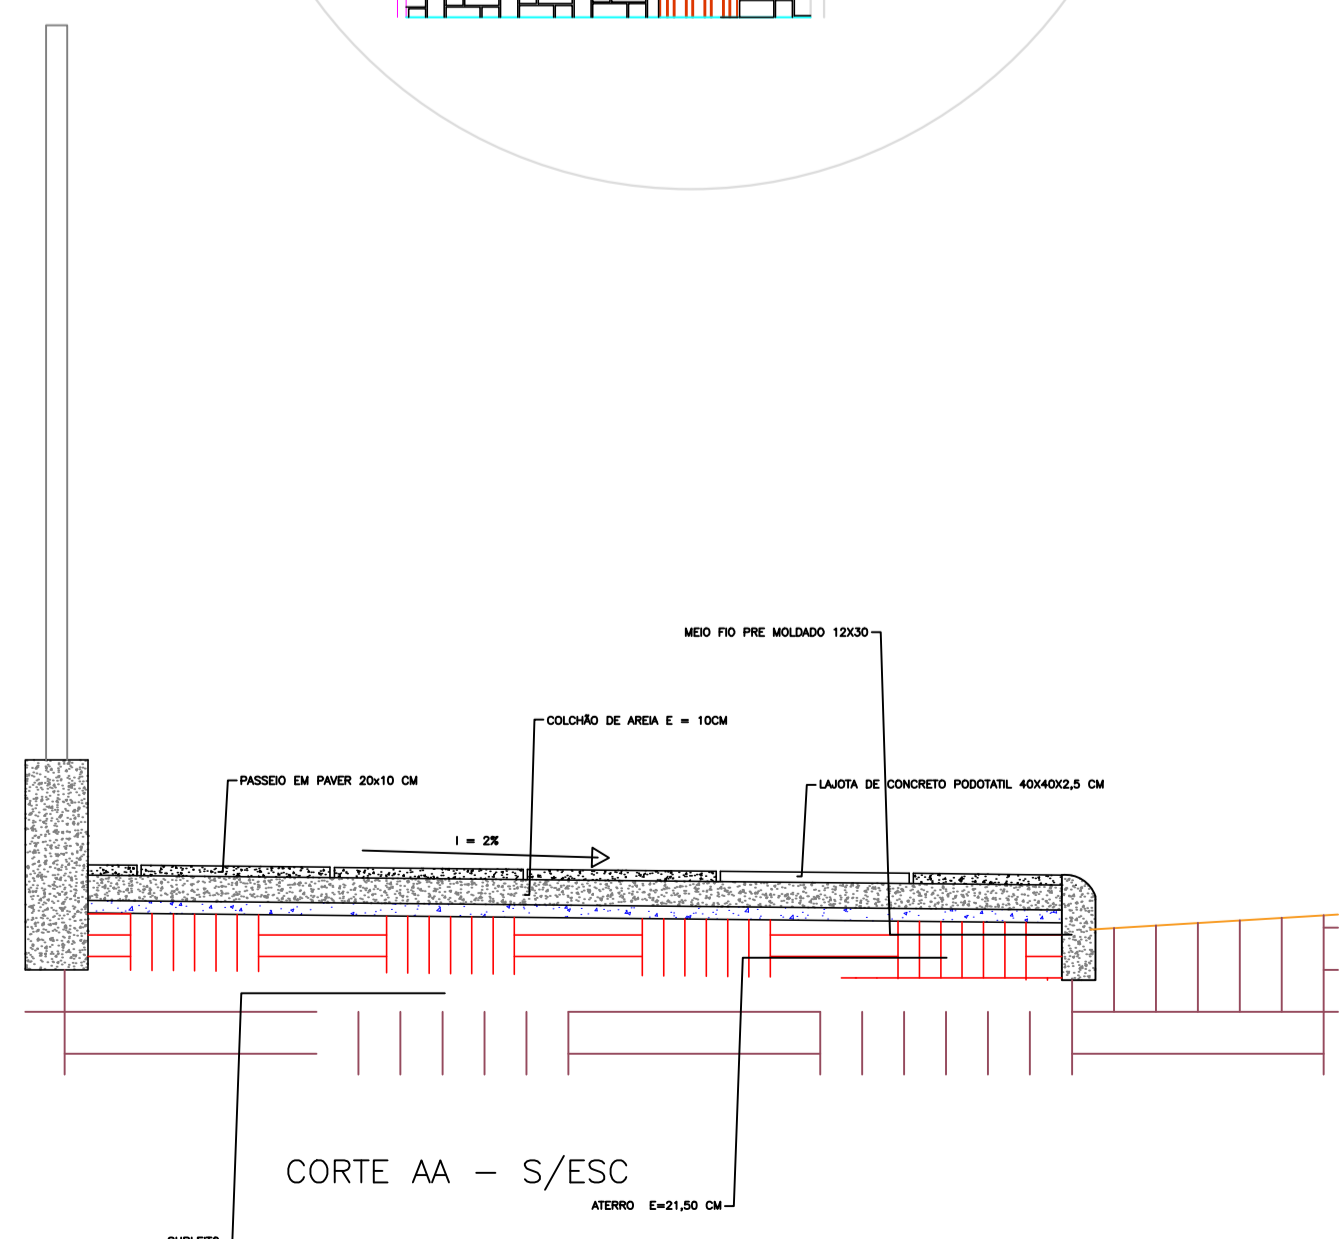 MEIO FIO PRE MOLDADO 12X30
COLCHÃO DE AREIA E = 10CM
PASSEIO EM PAVER 20x10 CM
LAJOTA DE CONCRETO PODOTATIL 40X40X2,5 CM
I = 2%
CORTE AA - S/ESC
ATERRO E=21,50 CM